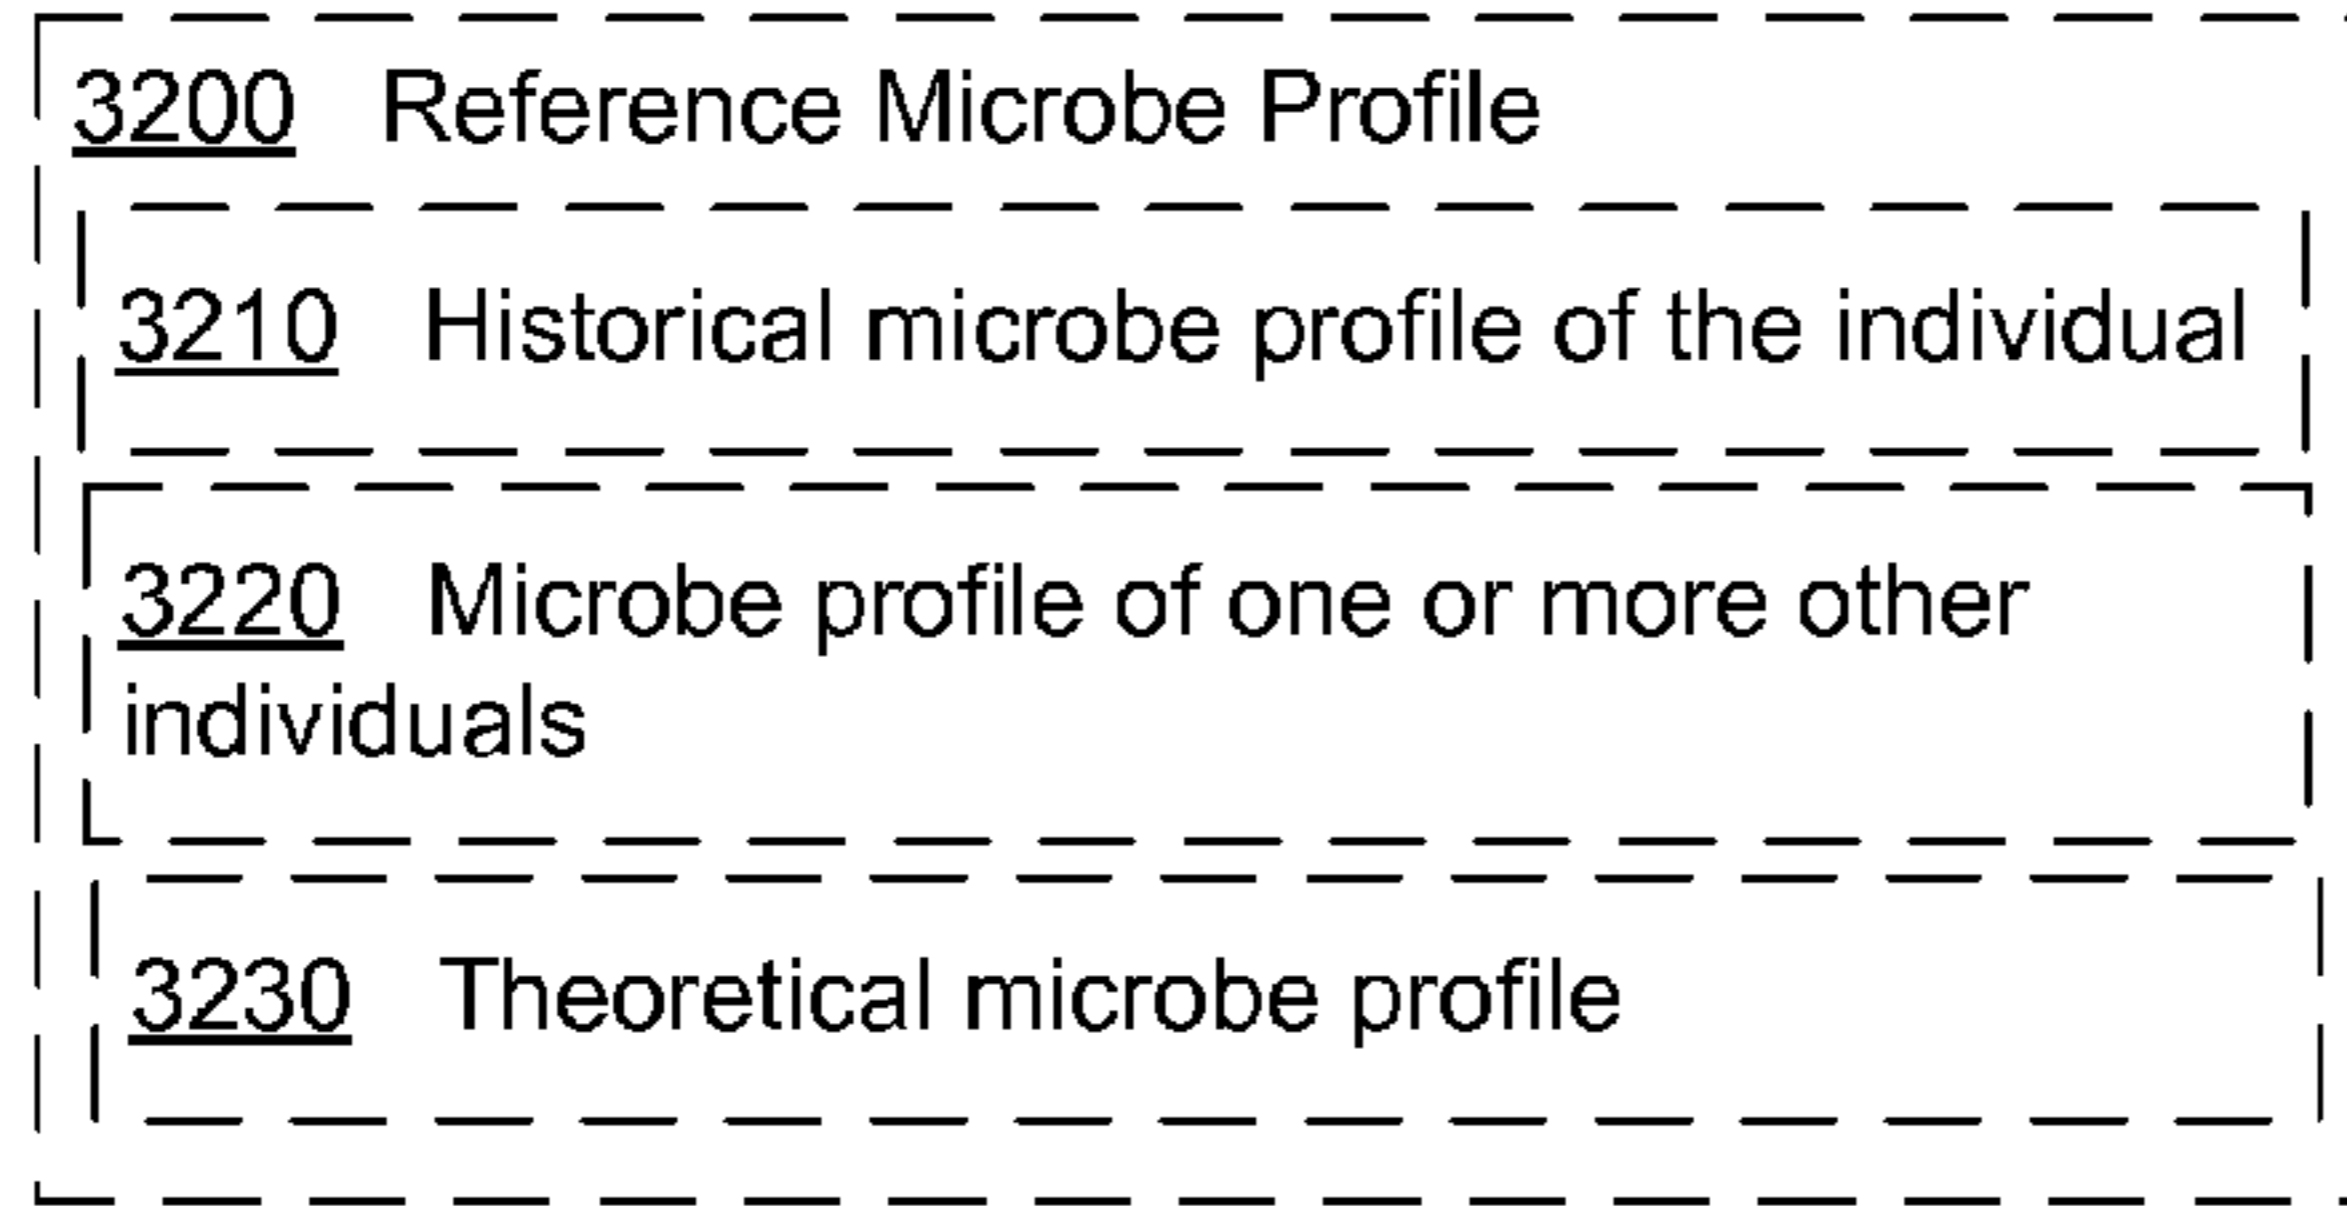 3200 Reference Microbe Profile
3210 Historical microbe profile of the individual
3220 Microbe profile of one or more other
individuals
3230 Theoretical microbe profile